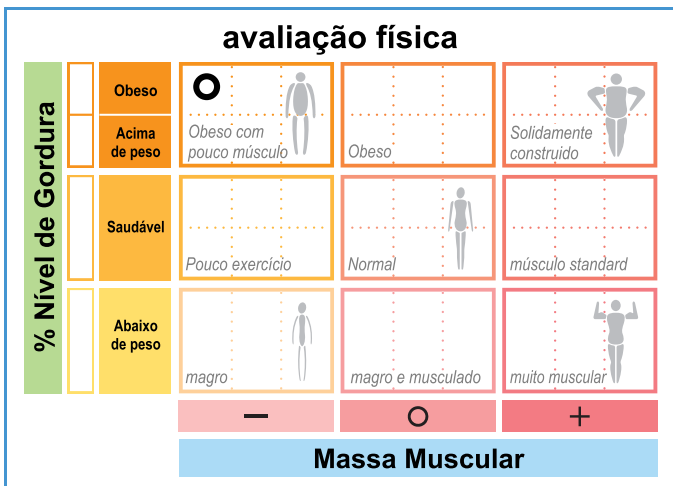 avaliação física
% Nível de Gordura
Obeso
Acima
de peso
Obeso com
pouco músculo
Obeso
Solidamente
construido
Saudável
Pouco exercício
Normal
músculo standard
Abaixo
de peso
magro
magro e musculado
muito muscular
− O +
Massa Muscular